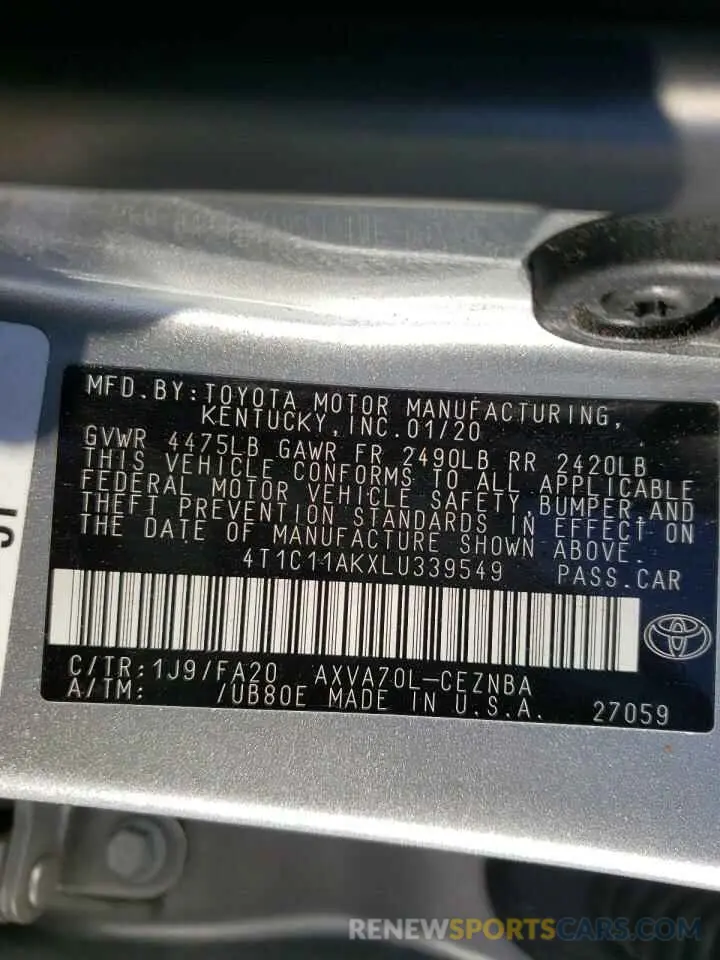 MFD.BY:TOYOTA MOTOR MANUFACTURING,
KENTUCKY,INC.01/20
GVWR 4475LB GAWR FR 2490LB RR 2420LB
THIS VEHICLE CONFORMS TO ALL APPLICABLE
FEDERAL MOTOR VEHICLE SAFETY,BUMPER,AND
THEFT PREVENTION STANDARDS IN EFFECT ON
THE DATE OF MANUFACTURE SHOWN ABOVE.
4T1C11AKXLU339549 PASS.CAR
C/TR:1J9/FA20 AXVA70L-CEZNBA
A/TM: /UB80E MADE IN U.S.A. 27059
RENEWSPORTSCARS.COM